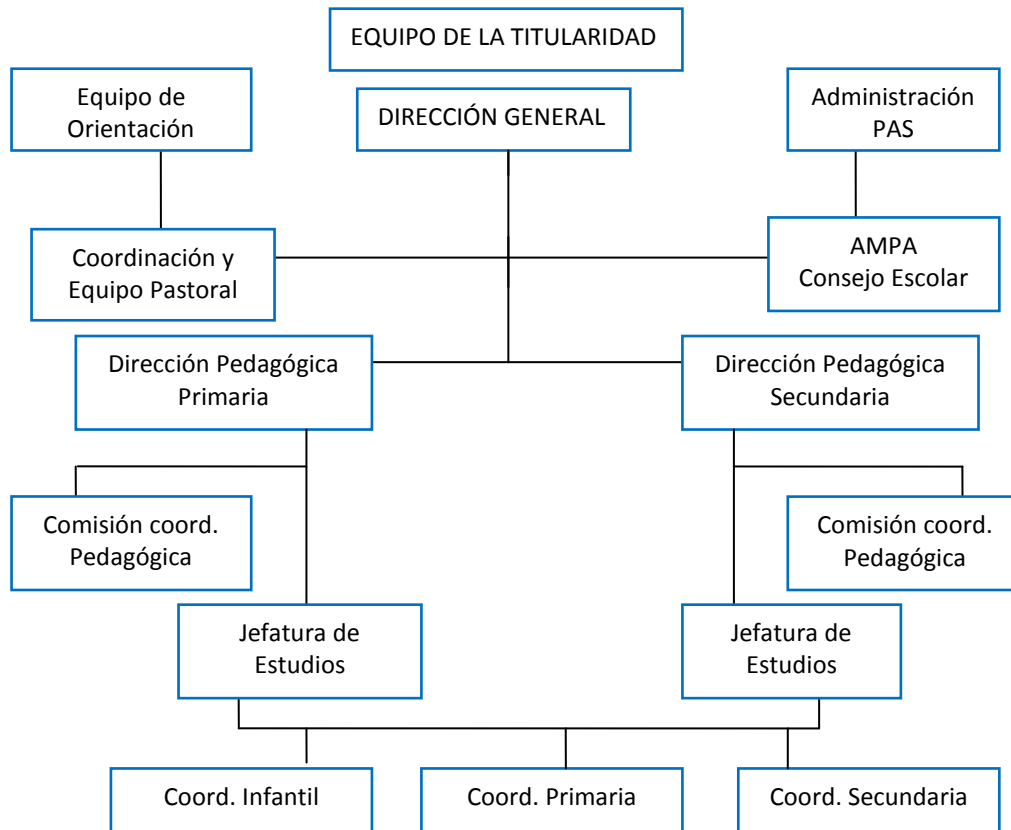 EQUIPO DE LA TITULARIDAD
Equipo de
Orientación
DIRECCIÓN GENERAL
Administración
PAS
Coordinación y
Equipo Pastoral
AMPA
Consejo Escolar
Dirección Pedagógica
Primaria
Dirección Pedagógica
Secundaria
Comisión coord.
Pedagógica
Comisión coord.
Pedagógica
Jefatura de
Estudios
Jefatura de
Estudios
Coord. Infantil
Coord. Primaria
Coord. Secundaria